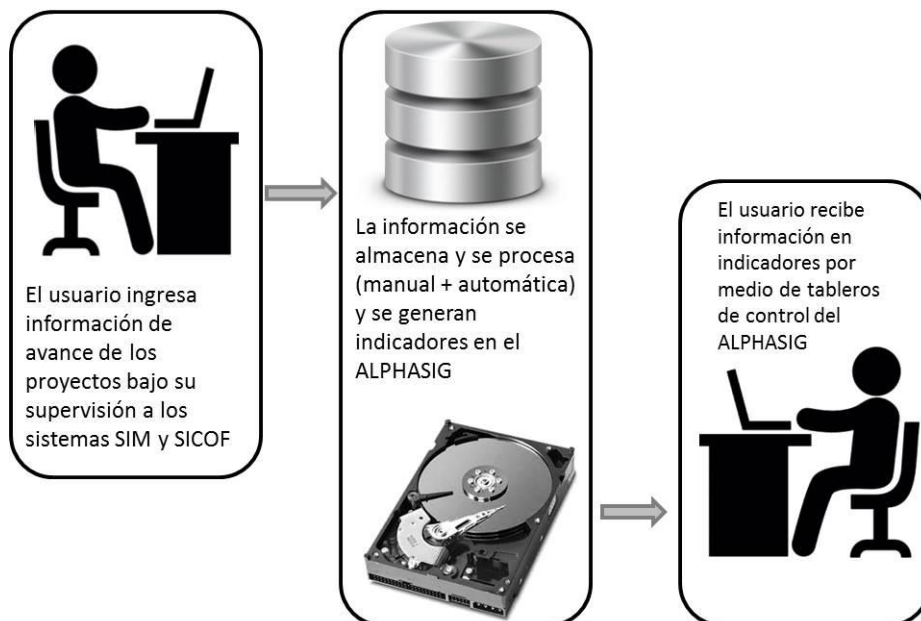 El usuario ingresa
información de
avance de los
proyectos bajo su
supervisión a los
sistemas SIM y SICOF
La información se
almacena y se procesa
(manual + automática)
y se generan
indicadores en el
ALPHASIG
El usuario recibe
información en
indicadores por
medio de tableros
de control del
ALPHASIG